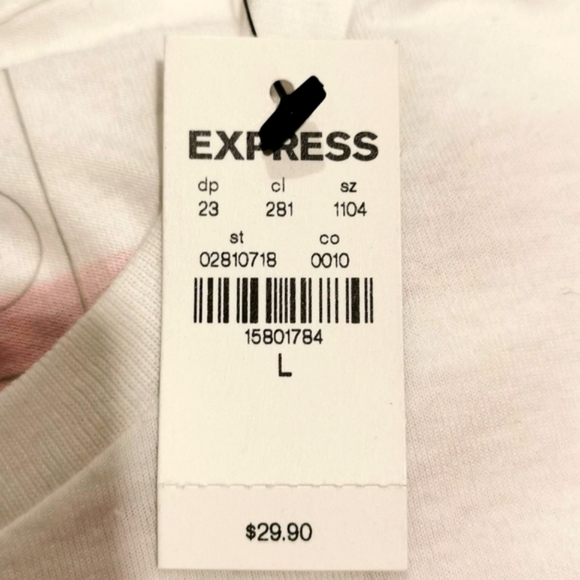 EXPRESS
dp cl sz
23 281 1104
st co
02810718 0010
15801784
L
$29.90